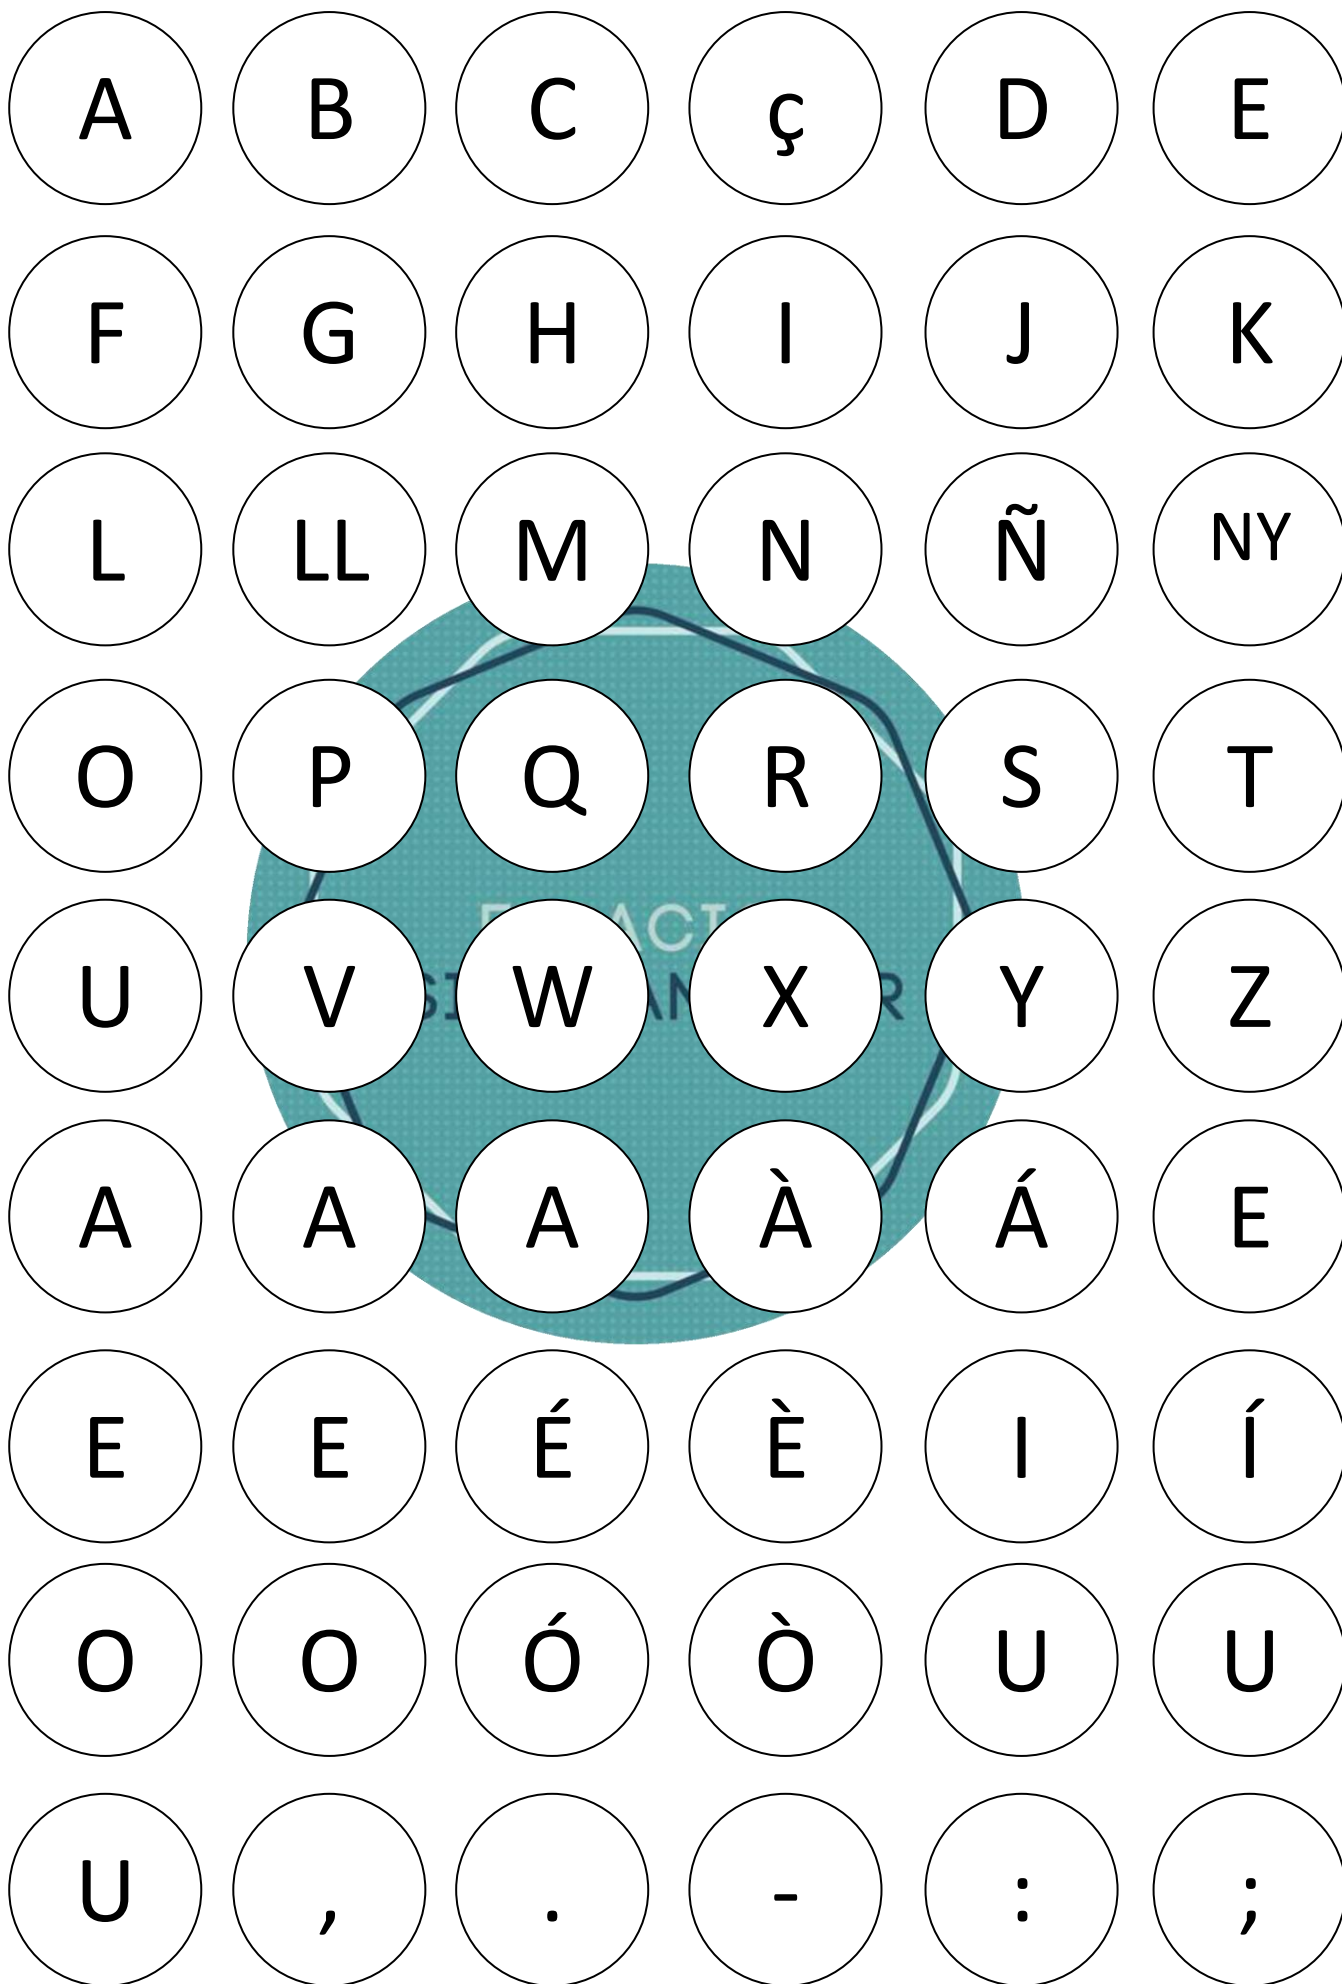 A B C ç D E
F G H I J K
L LL M N Ñ NY
O P Q R S T
U V W X Y Z
A A A À Á E
E E É È I Í
O O Ó Ò U U
U , . - : ;